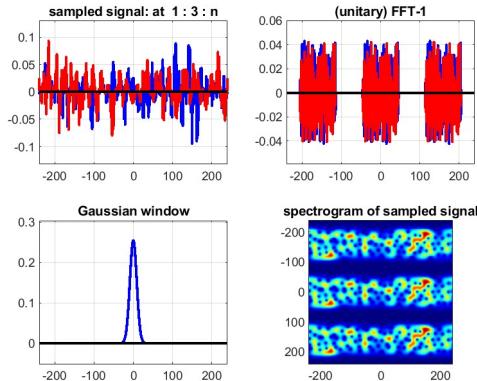 sampled signal: at 1 : 3 : n
0.1
0.05
0
-0.05
-0.1
-200 -100 0 100 200
(unitary) FFT-1
0.06
0.04
0.02
0
-0.02
-0.04
-200 -100 0 100 200
Gaussian window
0.3
0.2
0.1
0
-200 -100 0 100 200
spectrogram of sampled signal
-200
-100
0
100
200
-200 0 200